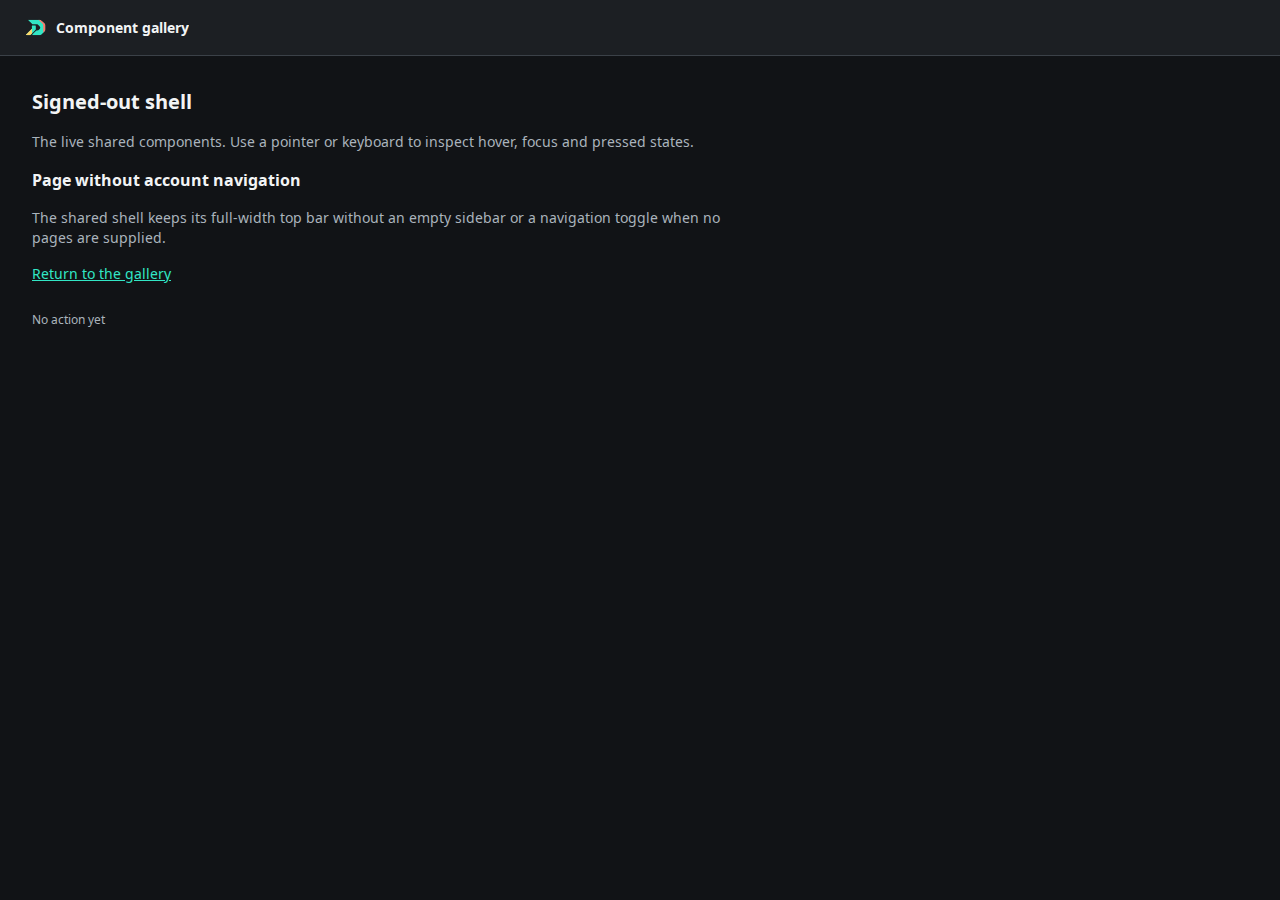 Component gallery
Signed-out shell
The live shared components. Use a pointer or keyboard to inspect hover, focus and pressed states.
Page without account navigation
The shared shell keeps its full-width top bar without an empty sidebar or a navigation toggle when no
pages are supplied.
Return to the gallery
No action yet